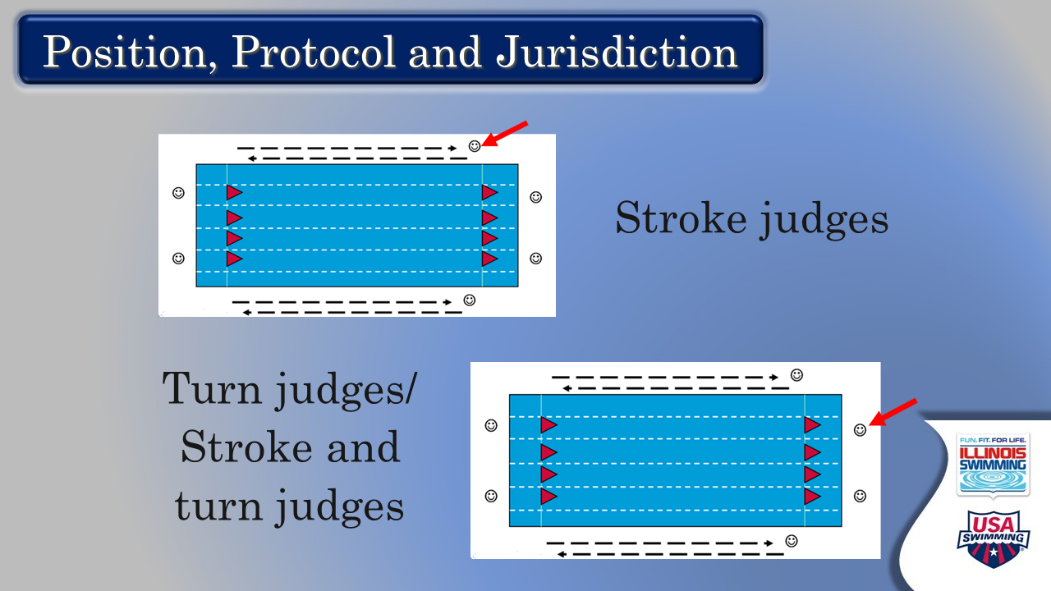 Position, Protocol and Jurisdiction
Stroke judges
Turn judges/
Stroke and
turn judges
FUN. FIT. FOR LIFE.
ILLINOIS
SWIMMING
USA
SWIMMING